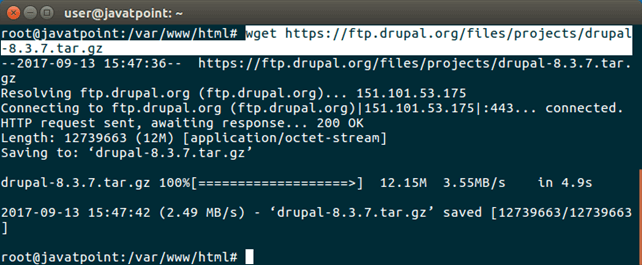 user@javatpoint: ~
root@javatpoint:/var/www/html# wget https://ftp.drupal.org/files/projects/drupal
-8.3.7.tar.gz
--2017-09-13 15:47:36--  https://ftp.drupal.org/files/projects/drupal-8.3.7.tar.
gz
Resolving ftp.drupal.org (ftp.drupal.org)... 151.101.53.175
Connecting to ftp.drupal.org (ftp.drupal.org)|151.101.53.175|:443... connected.
HTTP request sent, awaiting response... 200 OK
Length: 12739663 (12M) [application/octet-stream]
Saving to: ‘drupal-8.3.7.tar.gz’
drupal-8.3.7.tar.gz 100%[===================>]  12.15M  3.55MB/s    in 4.9s
2017-09-13 15:47:42 (2.49 MB/s) - ‘drupal-8.3.7.tar.gz’ saved [12739663/12739663
]
root@javatpoint:/var/www/html#